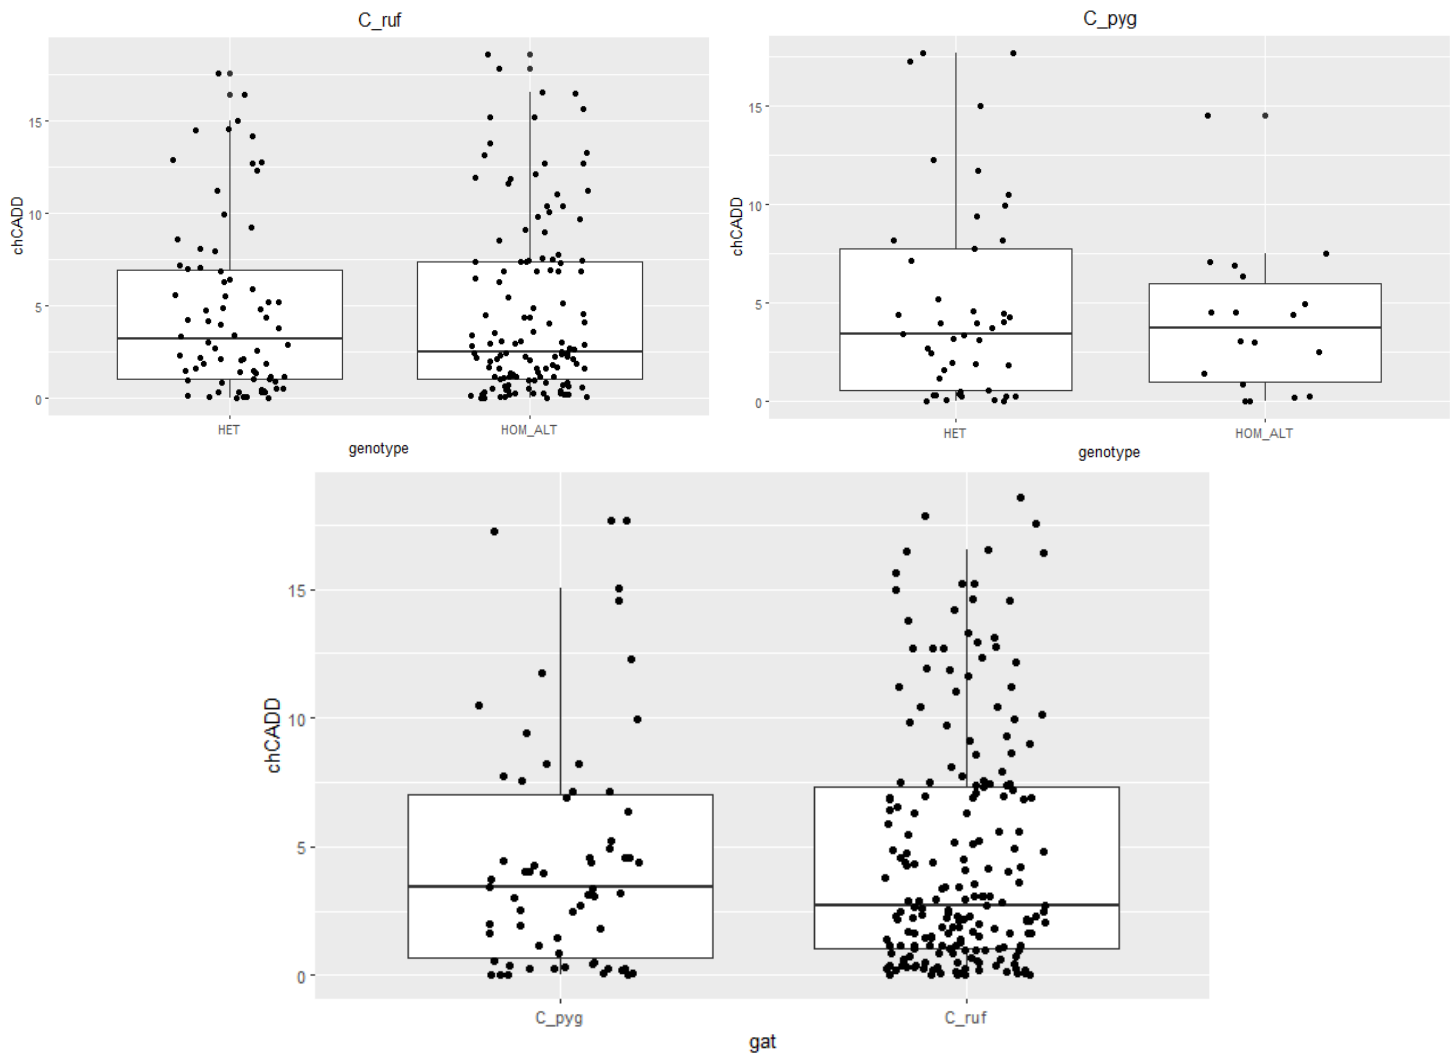 C_ruf
chCADD
15
10
5
0
HET HOM_ALT
genotype
C_pyg
chCADD
15
10
5
0
HET HOM_ALT
genotype
chCADD
15
10
5
0
C_pyg C_ruf
gat